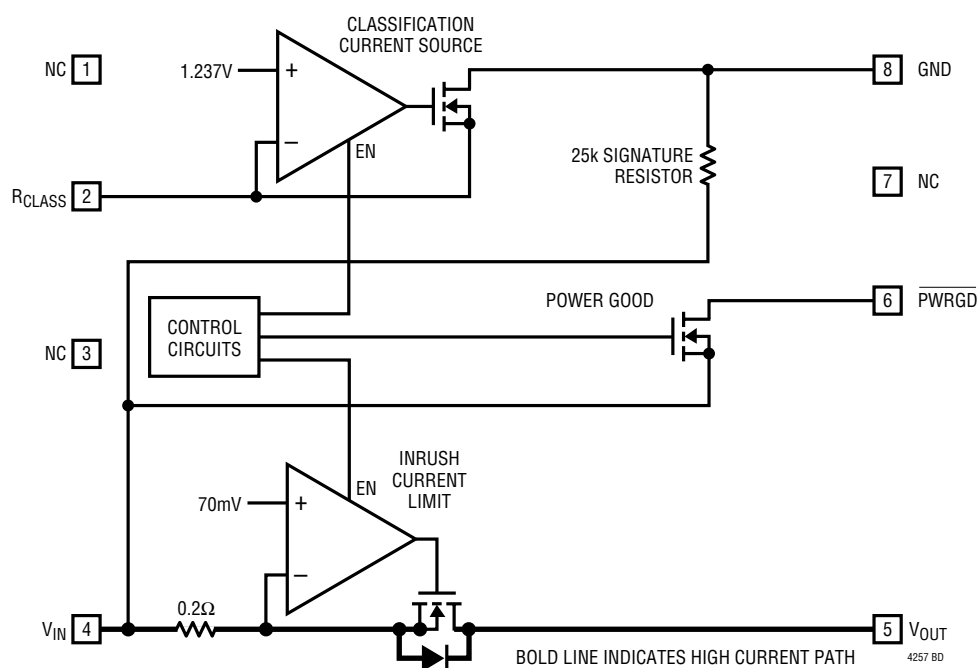 CLASSIFICATION
CURRENT SOURCE
NC 1
1.237V
+
–
EN
8 GND
25k SIGNATURE
RESISTOR
7 NC
RCLASS 2
POWER GOOD
6 PWRGD
CONTROL
CIRCUITS
NC 3
INRUSH
CURRENT
LIMIT
EN
70mV
+
–
0.2Ω
VIN 4
5 VOUT
BOLD LINE INDICATES HIGH CURRENT PATH
4257 BD